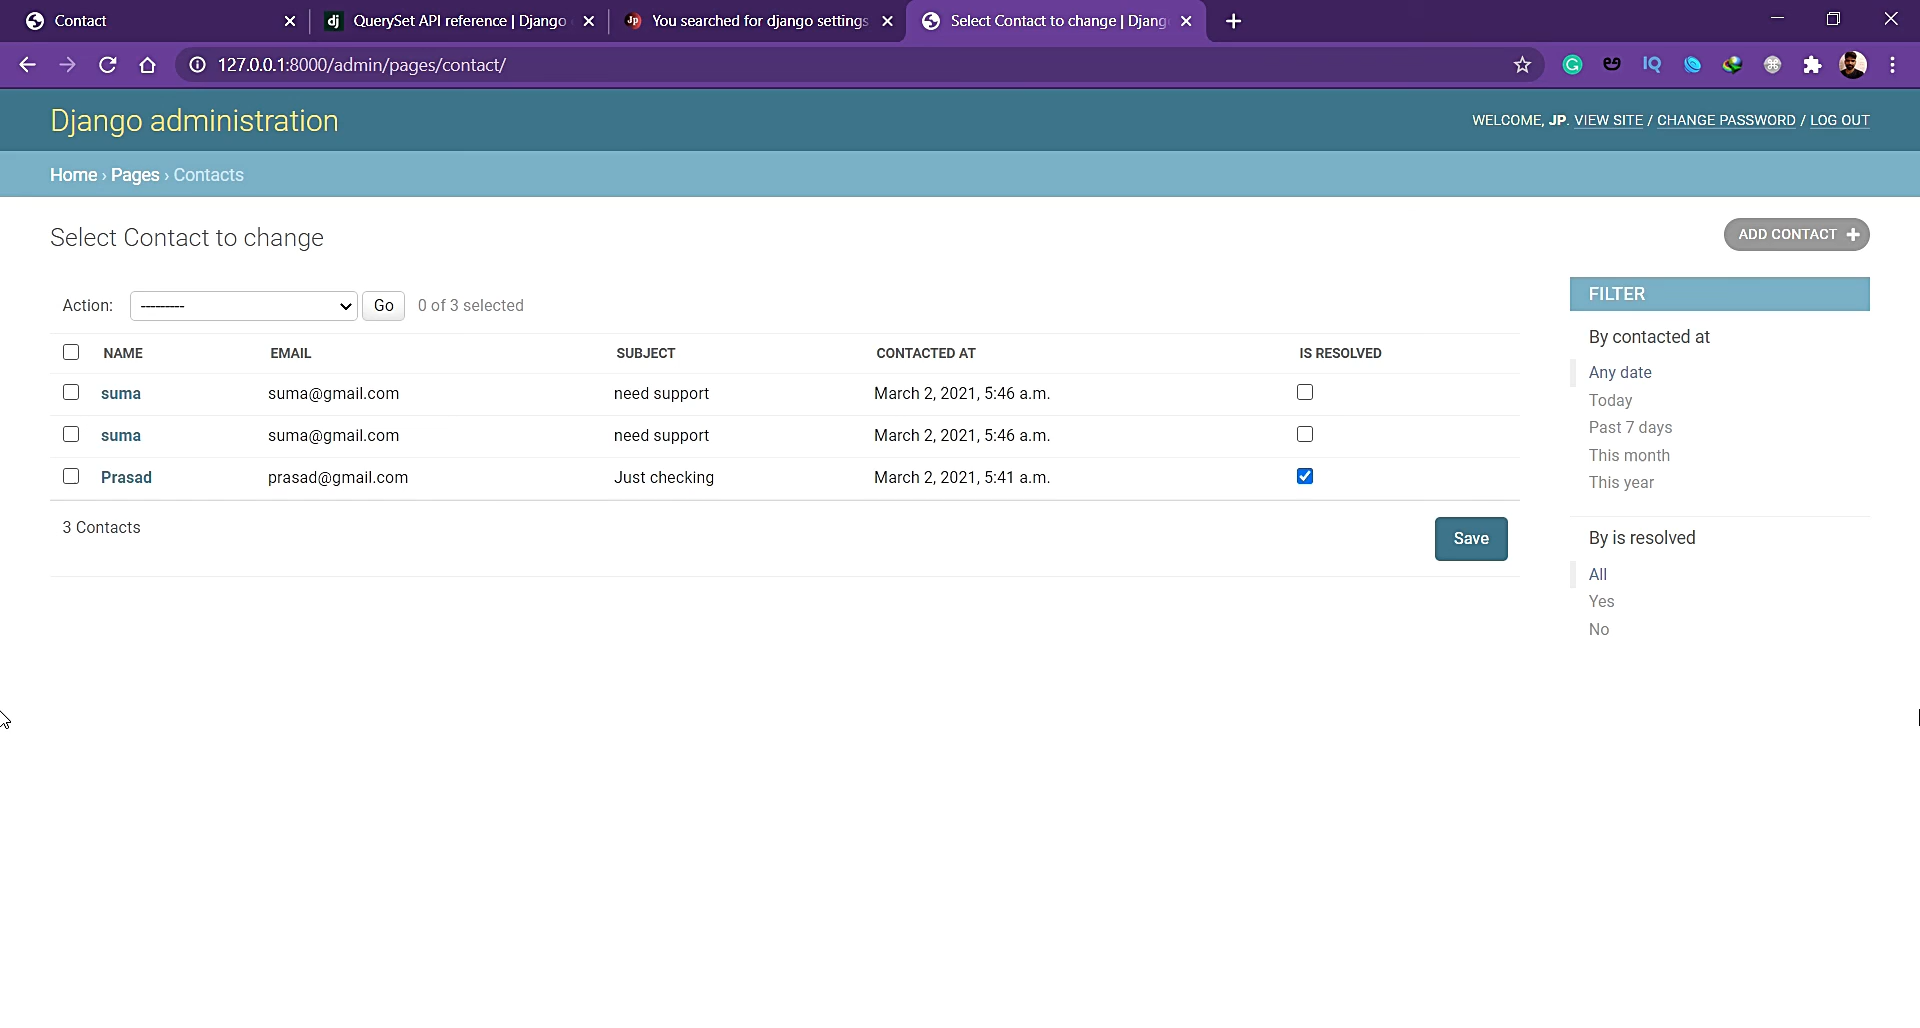 Contact
QuerySet API reference | Django
You searched for django settings
Select Contact to change | Djang
127.0.0.1:8000/admin/pages/contact/
Django administration
WELCOME, JP. VIEW SITE / CHANGE PASSWORD / LOG OUT
Home › Pages › Contacts
Select Contact to change
ADD CONTACT +
Action: --------- Go 0 of 3 selected
NAME EMAIL SUBJECT CONTACTED AT IS RESOLVED
suma suma@gmail.com need support March 2, 2021, 5:46 a.m.
suma suma@gmail.com need support March 2, 2021, 5:46 a.m.
Prasad prasad@gmail.com Just checking March 2, 2021, 5:41 a.m.
3 Contacts
Save
FILTER
By contacted at
Any date
Today
Past 7 days
This month
This year
By is resolved
All
Yes
No